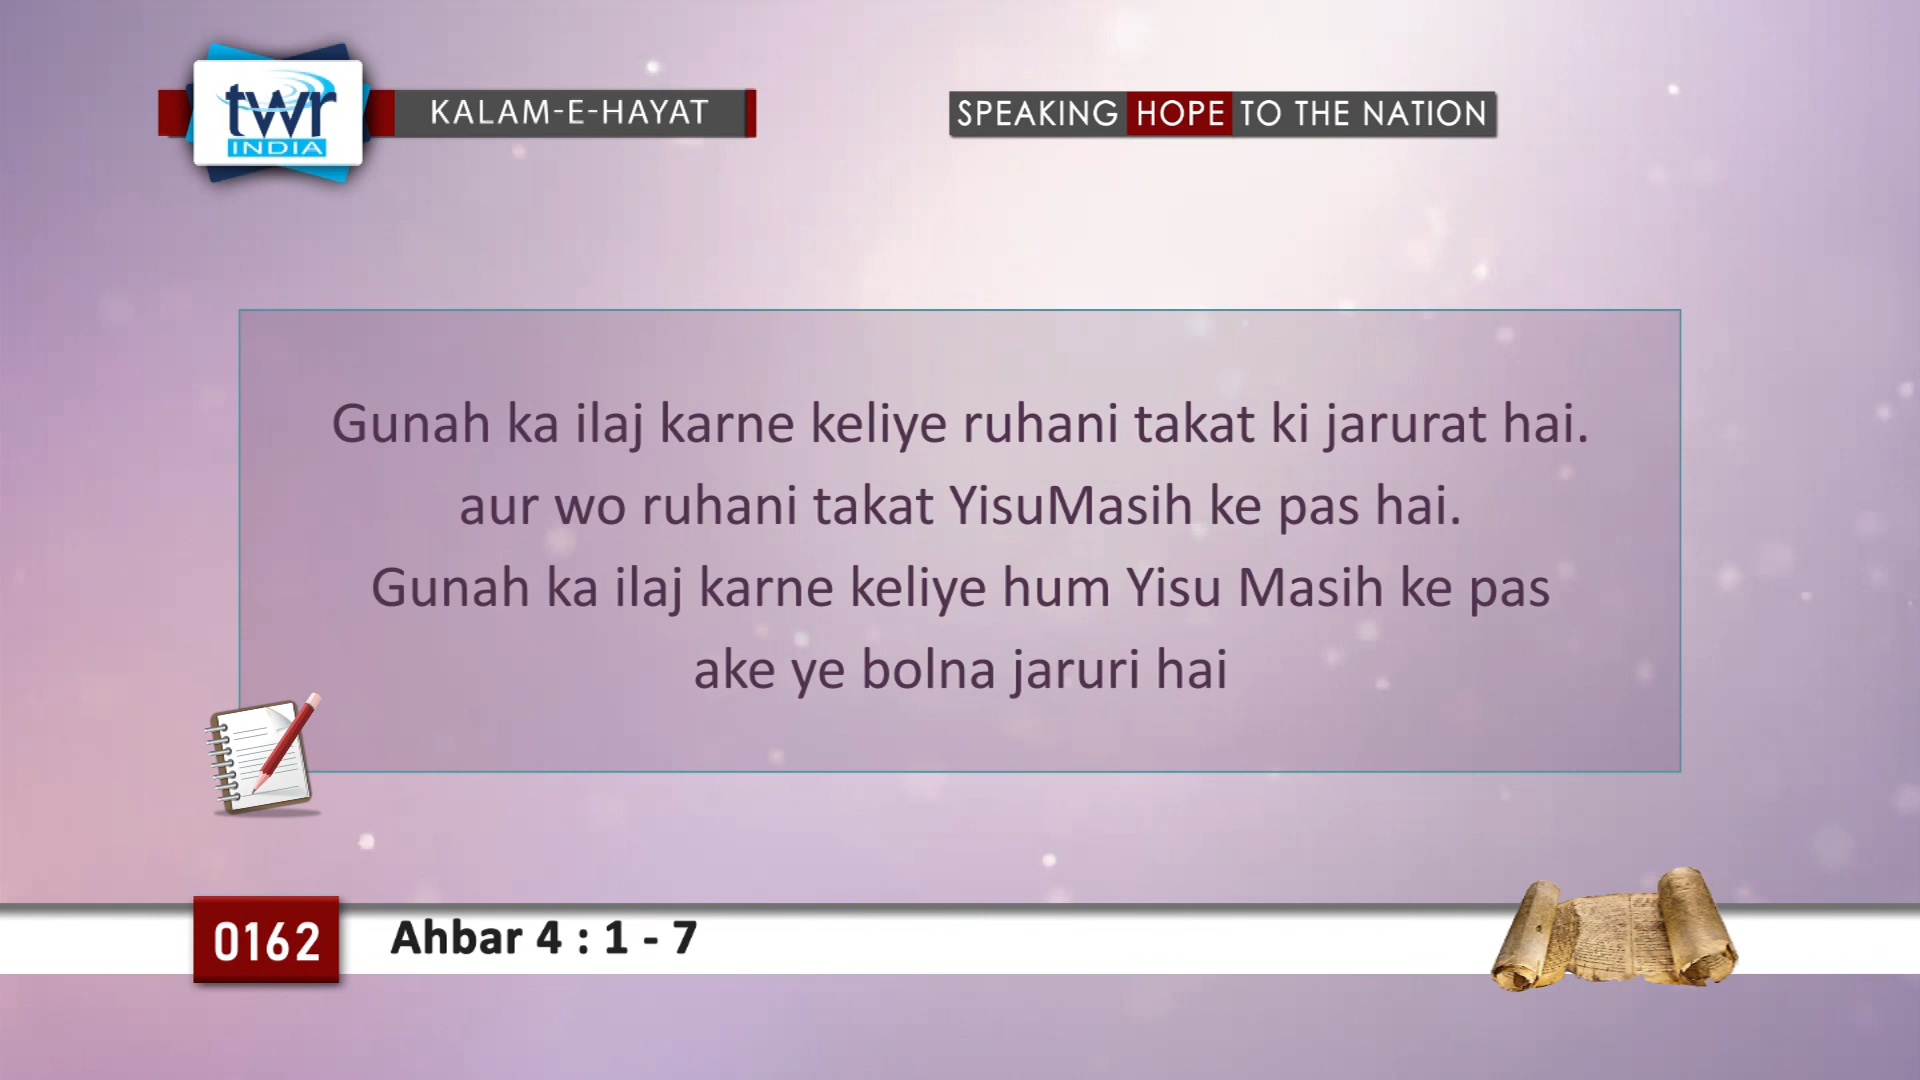 twr
INDIA
KALAM-E-HAYAT
SPEAKING HOPE TO THE NATION
Gunah ka ilaj karne keliye ruhani takat ki jarurat hai.
aur wo ruhani takat YisuMasih ke pas hai.
Gunah ka ilaj karne keliye hum Yisu Masih ke pas
ake ye bolna jaruri hai
0162
Ahbar 4 : 1 - 7